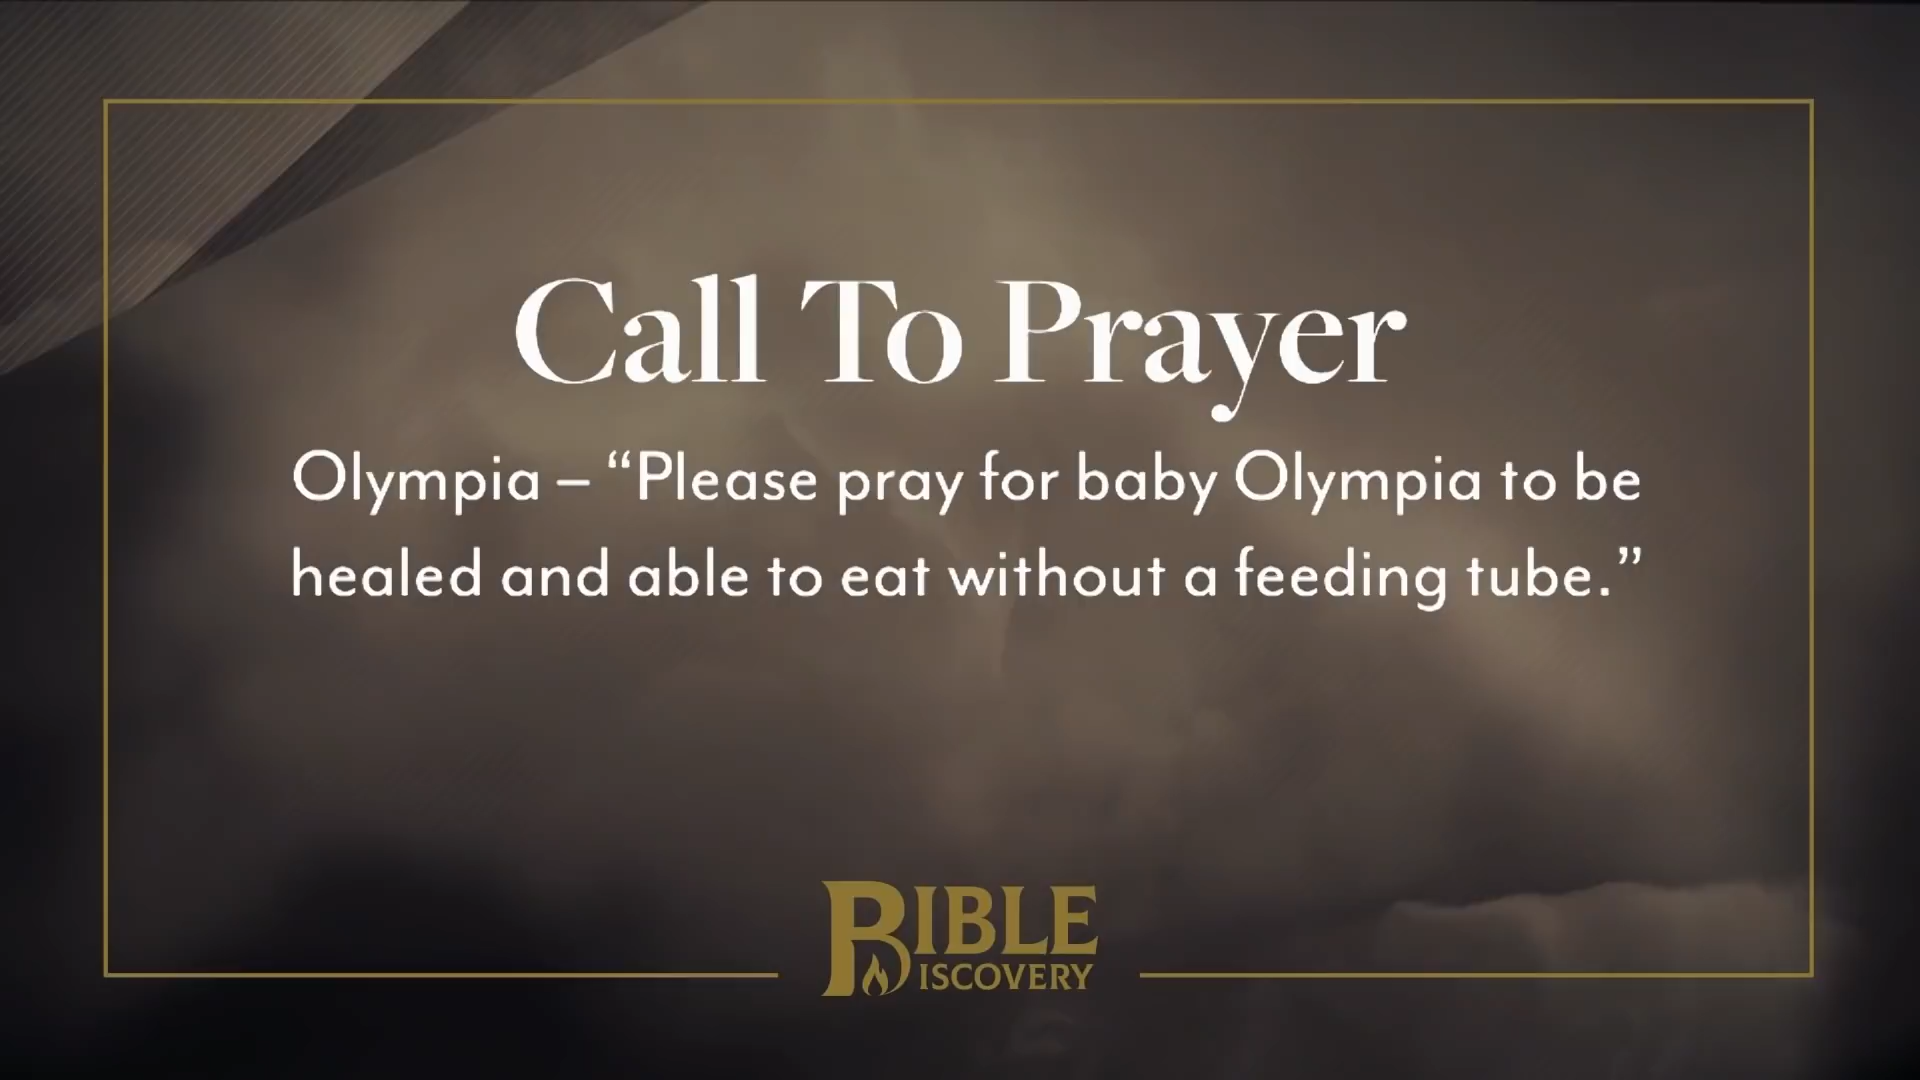 Call To Prayer
Olympia – “Please pray for baby Olympia to be
healed and able to eat without a feeding tube.”
BIBLE
DISCOVERY